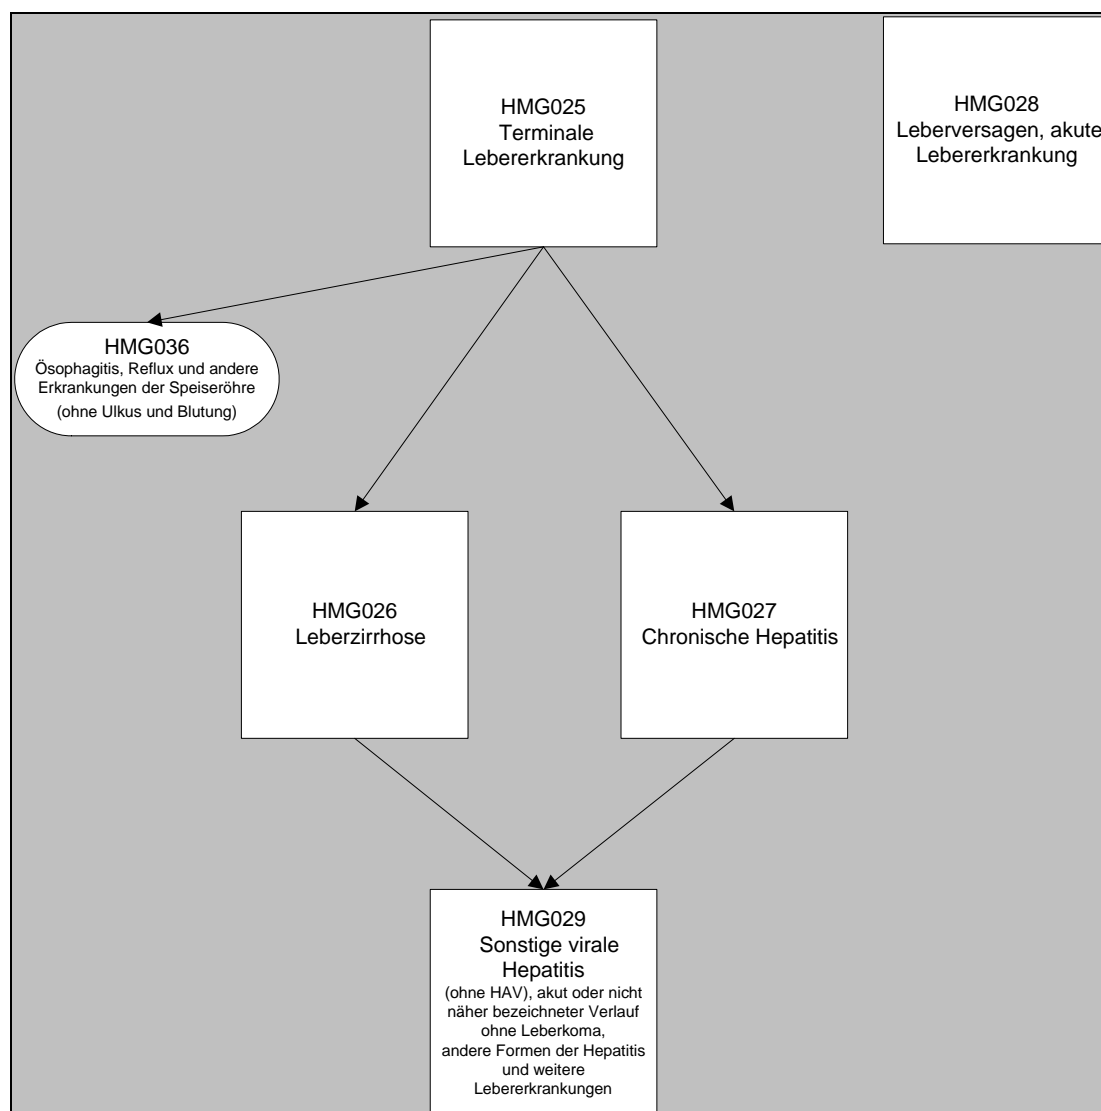 HMG025
Terminale
Lebererkrankung
HMG028
Leberversagen, akute
Lebererkrankung
HMG036
Ösophagitis, Reflux und andere
Erkrankungen der Speiseröhre
(ohne Ulkus und Blutung)
HMG026
Leberzirrhose
HMG027
Chronische Hepatitis
HMG029
Sonstige virale
Hepatitis
(ohne HAV), akut oder nicht
näher bezeichneter Verlauf
ohne Leberkoma,
andere Formen der Hepatitis
und weitere
Lebererkrankungen